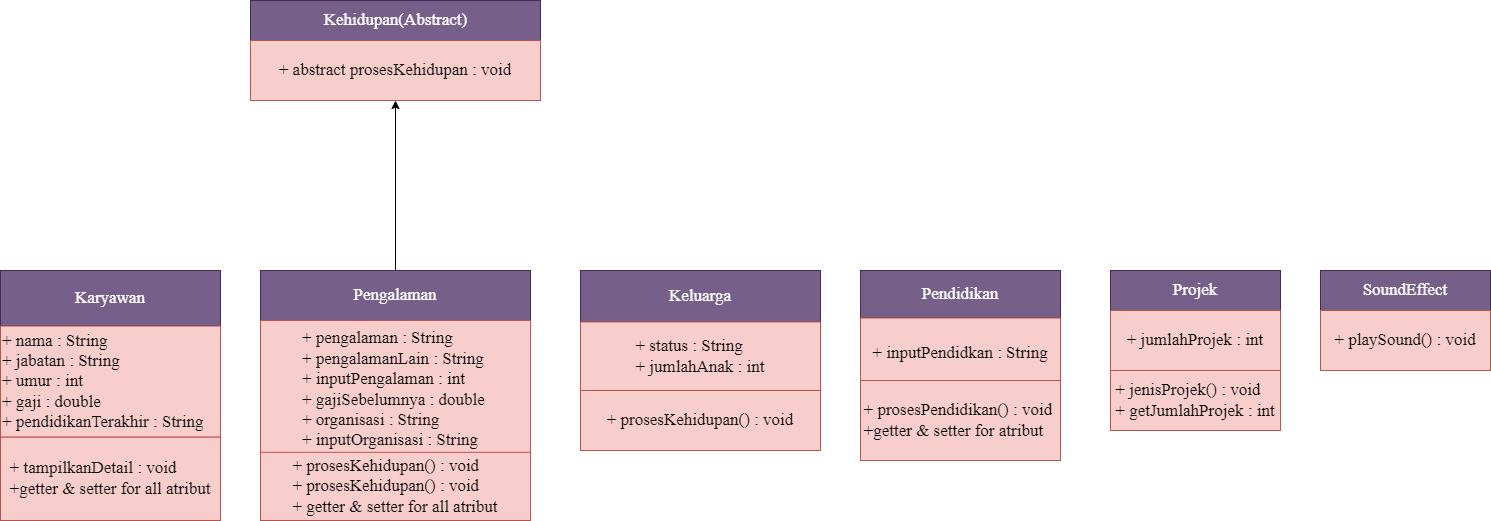 Kehidupan(Abstract)
+ abstract prosesKehidupan : void
Karyawan
+ nama : String
+ jabatan : String
+ umur : int
+ gaji : double
+ pendidikanTerakhir : String
+ tampilkanDetail : void
+getter & setter for all atribut
Pengalaman
+ pengalaman : String
+ pengalamanLain : String
+ inputPengalaman : int
+ gajiSebelumnya : double
+ organisasi : String
+ inputOrganisasi : String
+ prosesKehidupan() : void
+ prosesKehidupan() : void
+ getter & setter for all atribut
Keluarga
+ status : String
+ jumlahAnak : int
+ prosesKehidupan() : void
Pendidikan
+ inputPendidkan : String
+ prosesPendidikan() : void
+getter & setter for atribut
Projek
+ jumlahProjek : int
+ jenisProjek() : void
+ getJumlahProjek : int
SoundEffect
+ playSound() : void